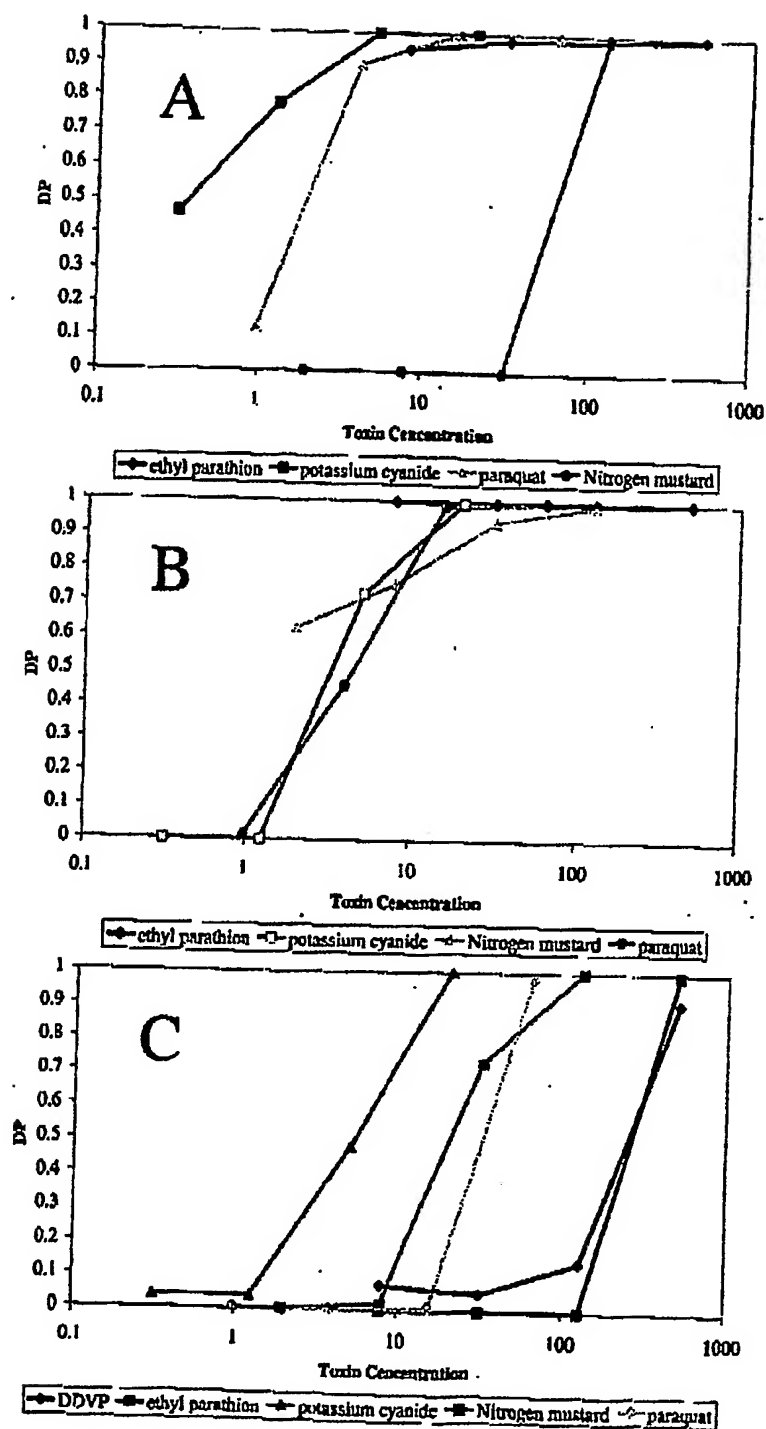 A
DP
1
0.9
0.8
0.7
0.6
0.5
0.4
0.3
0.2
0.1
0
0.1 1 10 100 1000
Toxin Concentration
ethyl parathion potassium cyanide paraquat Nitrogen mustard
B
DP
1
0.9
0.8
0.7
0.6
0.5
0.4
0.3
0.2
0.1
0
0.1 1 10 100 1000
Toxin Concentration
ethyl parathion potassium cyanide Nitrogen mustard paraquat
C
DP
1
0.9
0.8
0.7
0.6
0.5
0.4
0.3
0.2
0.1
0
0.1 1 10 100 1000
Toxin Concentration
DDVP ethyl parathion potassium cyanide Nitrogen mustard paraquat